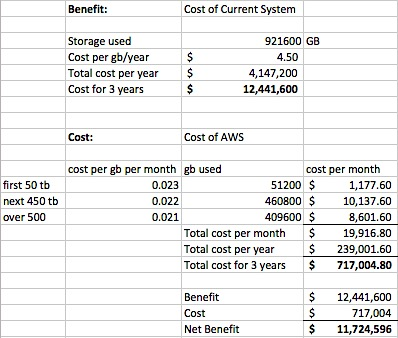 Benefit: Cost of Current System
Storage used 921600 GB
Cost per gb/year $ 4.50
Total cost per year $ 4,147,200
Cost for 3 years $ 12,441,600
Cost: Cost of AWS
cost per gb per month gb used cost per month
first 50 tb 0.023 51200 $ 1,177.60
next 450 tb 0.022 460800 $ 10,137.60
over 500 0.021 409600 $ 8,601.60
Total cost per month $ 19,916.80
Total cost per year $ 239,001.60
Total cost for 3 years $ 717,004.80
Benefit $ 12,441,600
Cost $ 717,004
Net Benefit $ 11,724,596